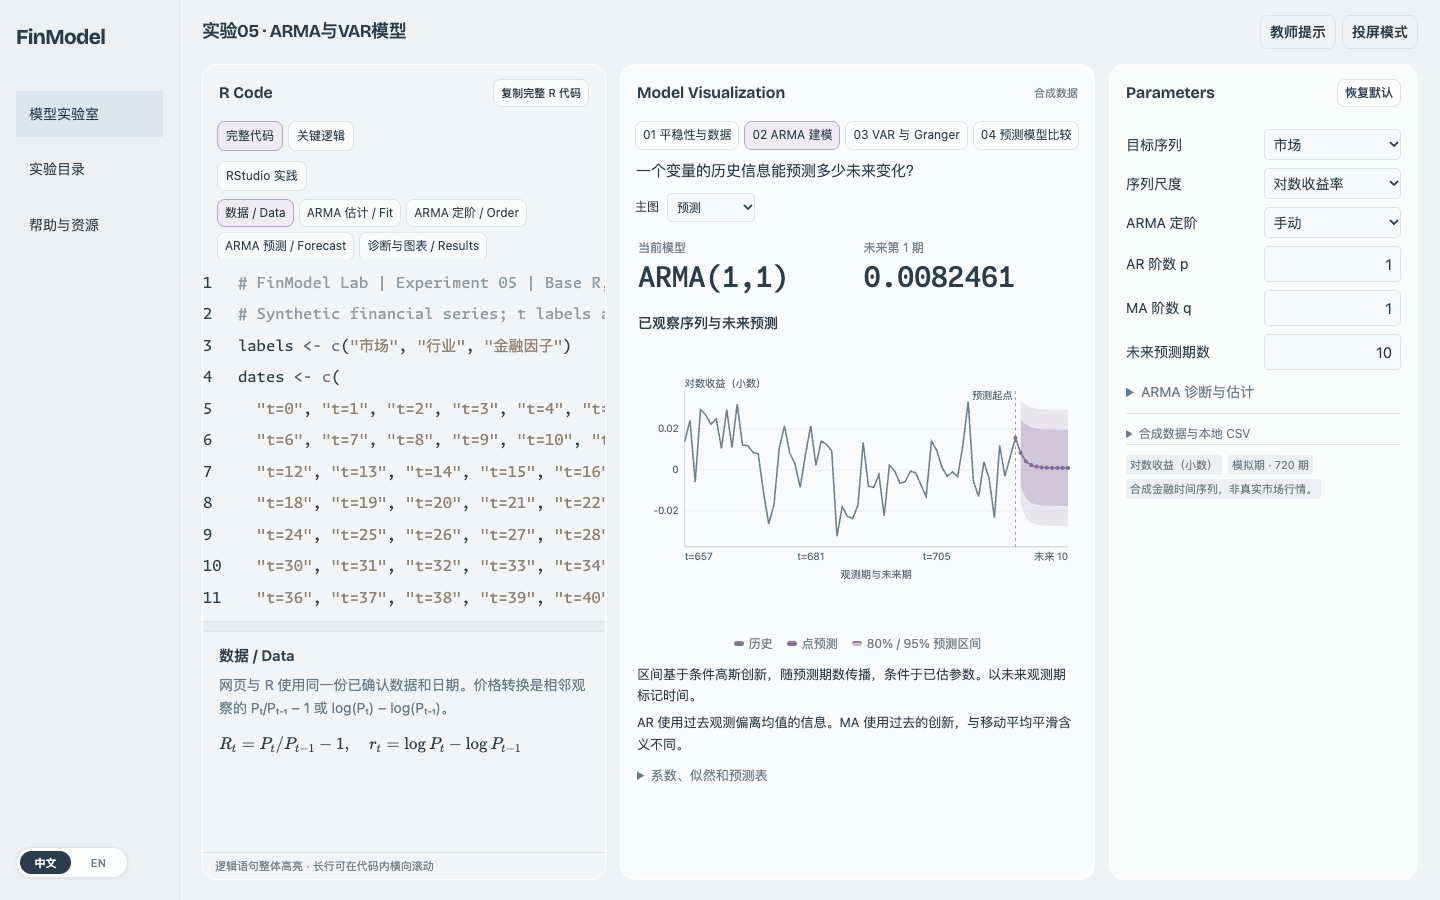 FinModel
模型实验室
实验目录
帮助与资源
中文 EN
实验05 · ARMA与VAR模型
教师提示 投屏模式
R Code 复制完整 R 代码
完整代码 关键逻辑
RStudio 实践
数据 / Data ARMA 估计 / Fit ARMA 定阶 / Order
ARMA 预测 / Forecast 诊断与图表 / Results
1 # FinModel Lab | Experiment 05 | Base R,
2 # Synthetic financial series; t labels a
3 labels <- c("市场", "行业", "金融因子")
4 dates <- c(
5 "t=0", "t=1", "t=2", "t=3", "t=4", "t=
6 "t=6", "t=7", "t=8", "t=9", "t=10", "t
7 "t=12", "t=13", "t=14", "t=15", "t=16"
8 "t=18", "t=19", "t=20", "t=21", "t=22"
9 "t=24", "t=25", "t=26", "t=27", "t=28"
10 "t=30", "t=31", "t=32", "t=33", "t=34"
11 "t=36", "t=37", "t=38", "t=39", "t=40"
数据 / Data
网页与 R 使用同一份已确认数据和日期。价格转换是相邻观
察的 Pₜ/Pₜ₋₁ − 1 或 log(Pₜ) − log(Pₜ₋₁)。
Rₜ = Pₜ/Pₜ₋₁ − 1, rₜ = log Pₜ − log Pₜ₋₁
逻辑语句整体高亮 · 长行可在代码内横向滚动
Model Visualization 合成数据
01 平稳性与数据 02 ARMA 建模 03 VAR 与 Granger 04 预测模型比较
一个变量的历史信息能预测多少未来变化?
主图 预测
当前模型 未来第 1 期
ARMA(1,1) 0.0082461
已观察序列与未来预测
对数收益（小数）
预测起点
0.02
0
−0.02
t=657 t=681 t=705 未来 10
观测期与未来期
历史 点预测 80% / 95% 预测区间
区间基于条件高斯创新，随预测期数传播，条件于已估参数。以未来观测期
标记时间。
AR 使用过去观测偏离均值的信息。MA 使用过去的创新，与移动平均平滑含
义不同。
▶ 系数、似然和预测表
Parameters 恢复默认
目标序列 市场
序列尺度 对数收益率
ARMA 定阶 手动
AR 阶数 p 1
MA 阶数 q 1
未来预测期数 10
▶ ARMA 诊断与估计
▶ 合成数据与本地 CSV
对数收益（小数） 模拟期 · 720 期
合成金融时间序列，非真实市场行情。